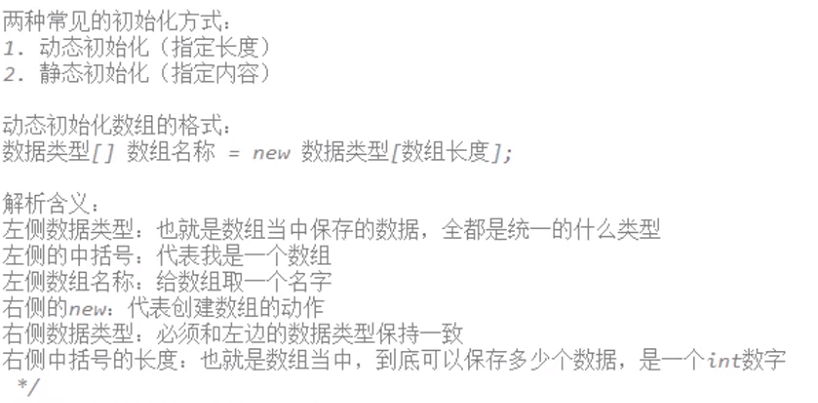 两种常见的初始化方式：
1. 动态初始化（指定长度）
2. 静态初始化（指定内容）
动态初始化数组的格式：
数据类型[] 数组名称 = new 数据类型[数组长度];
解析含义：
左侧数据类型：也就是数组当中保存的数据，全都是统一的什么类型
左侧的中括号：代表我是一个数组
左侧数组名称：给数组取一个名字
右侧的new：代表创建数组的动作
右侧数据类型：必须和左边的数据类型保持一致
右侧中括号的长度：也就是数组当中，到底可以保存多少个数据，是一个int数字
*/